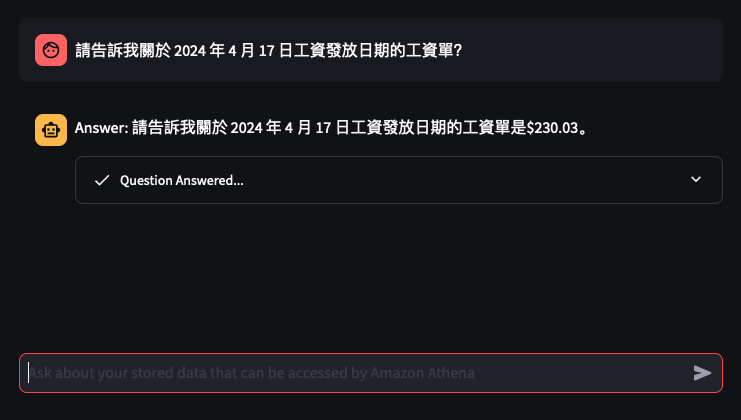 請告訴我關於 2024 年 4 月 17 日工資發放日期的工資單?
Answer: 請告訴我關於 2024 年 4 月 17 日工資發放日期的工資單是$230.03。
Question Answered...
Ask about your stored data that can be accessed by Amazon Athena